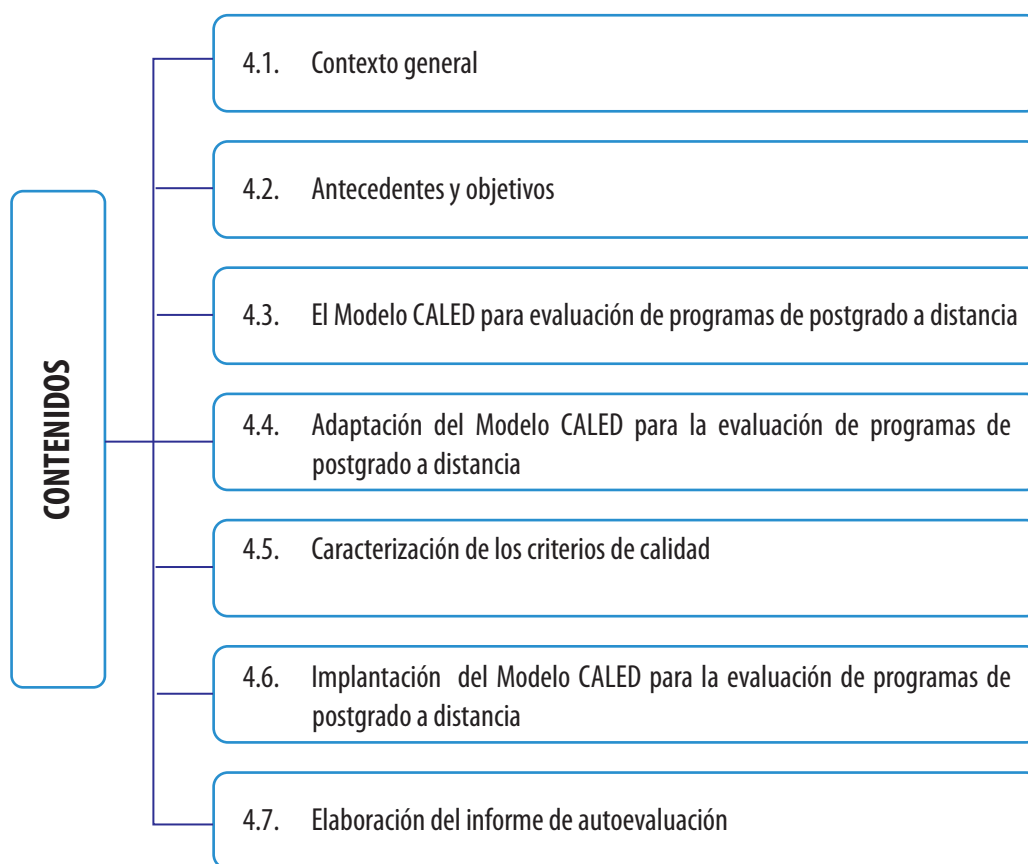 CONTENIDOS
4.1. Contexto general
4.2. Antecedentes y objetivos
4.3. El Modelo CALED para evaluación de programas de postgrado a distancia
4.4. Adaptación del Modelo CALED para la evaluación de programas de
postgrado a distancia
4.5. Caracterización de los criterios de calidad
4.6. Implantación del Modelo CALED para la evaluación de programas de
postgrado a distancia
4.7. Elaboración del informe de autoevaluación